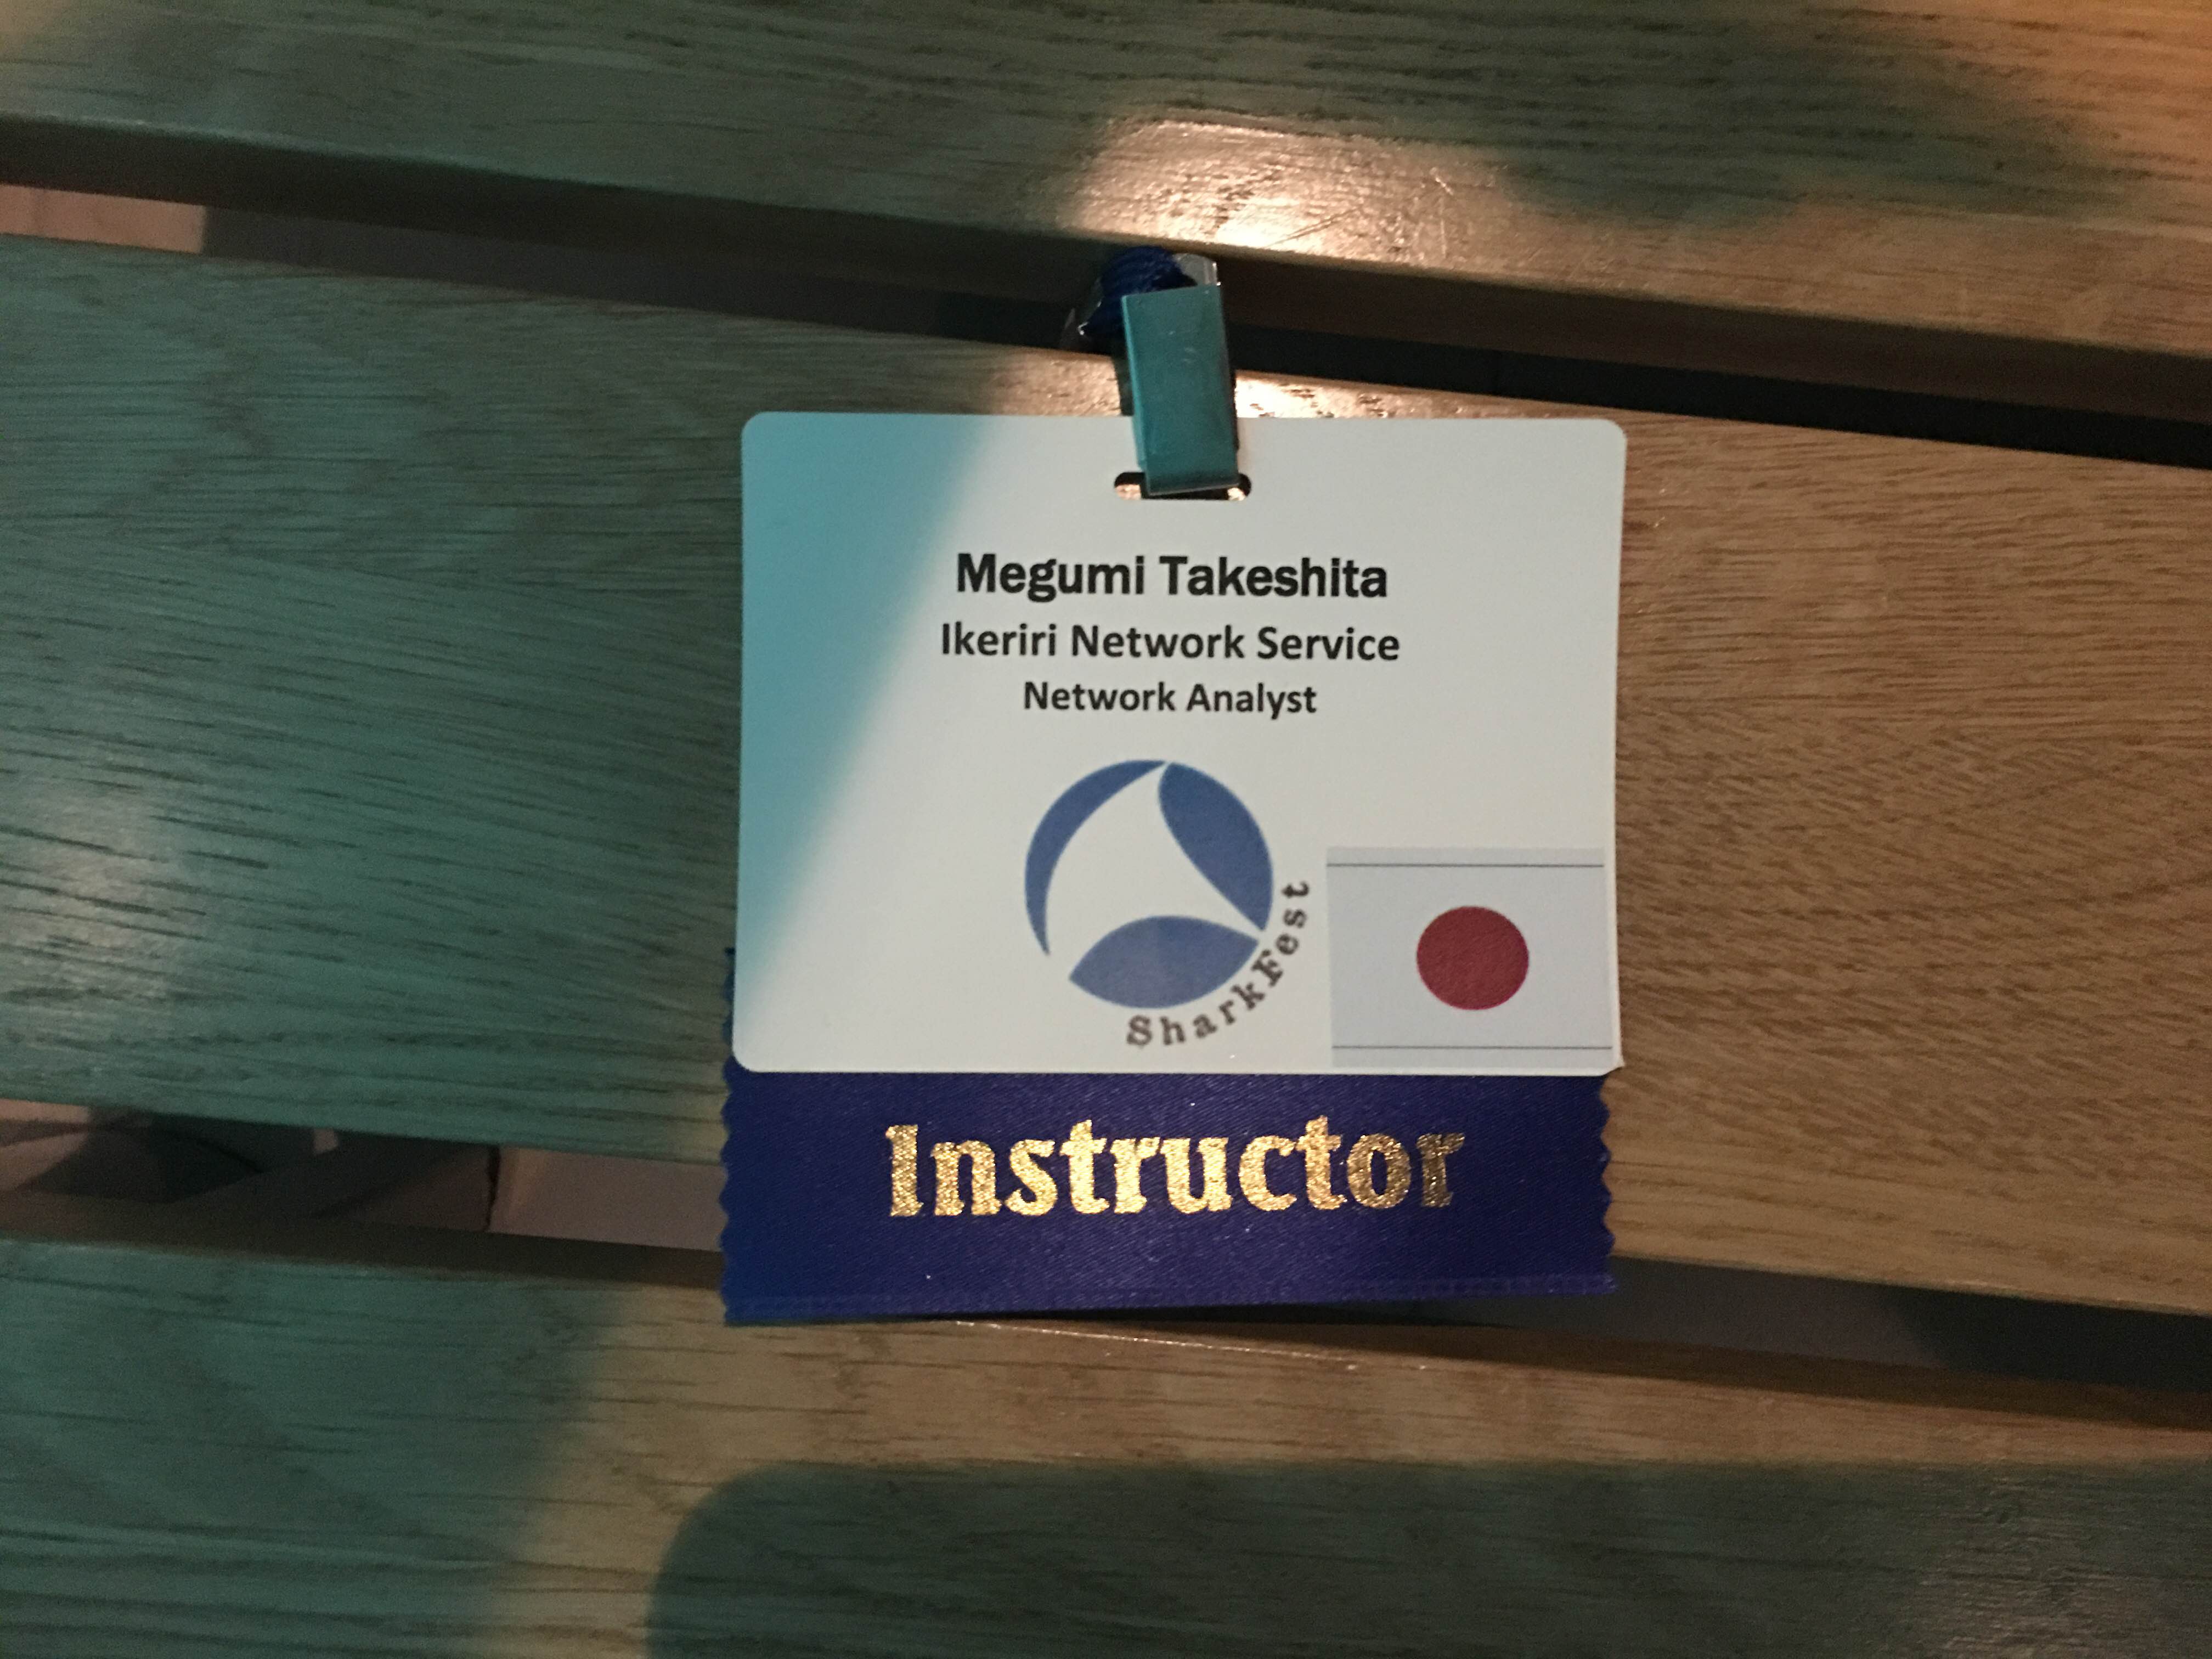 Megumi Takeshita
Ikeriri Network Service
Network Analyst
SharkFest
Instructor